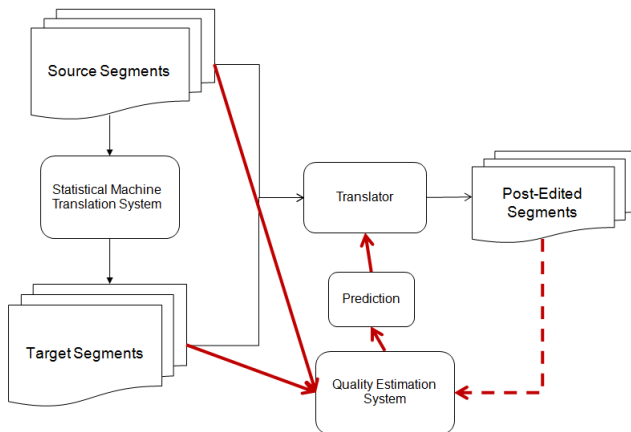 Source Segments
Statistical Machine
Translation System
Translator
Post-Edited
Segments
Prediction
Target Segments
Quality Estimation
System